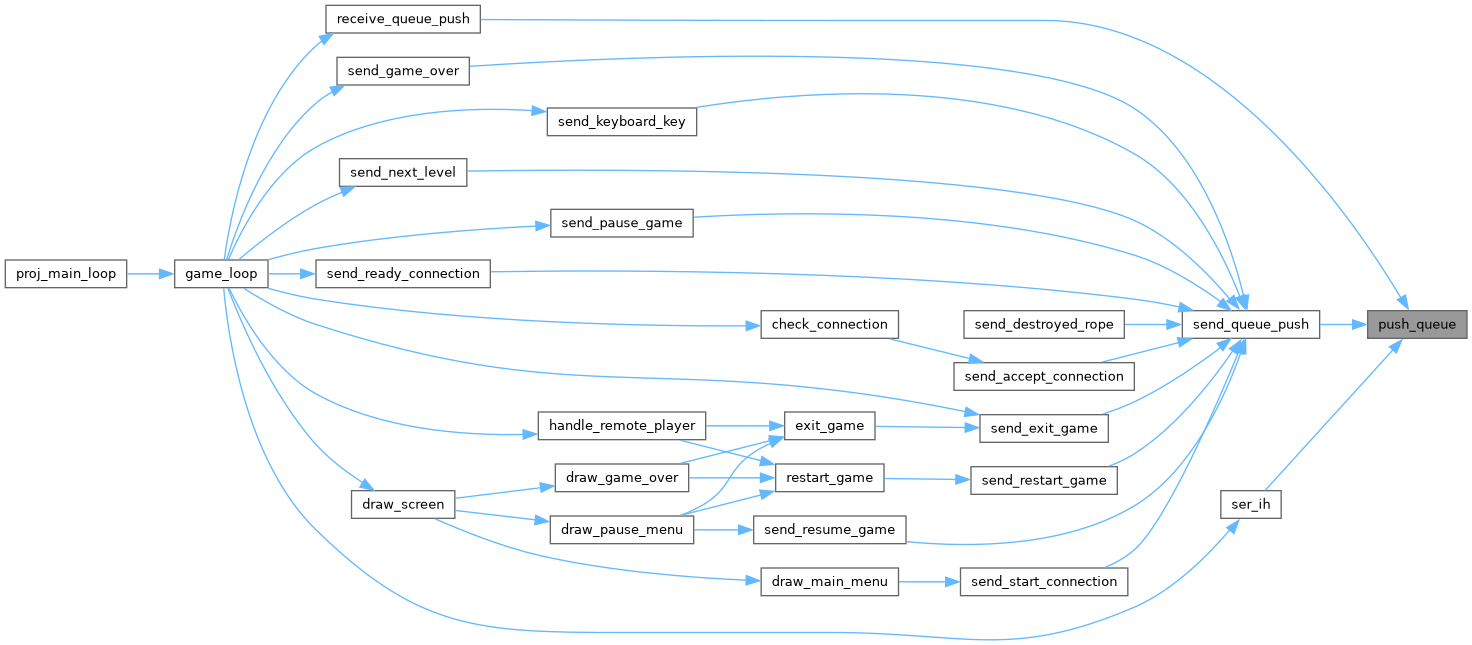 receive_queue_push
send_game_over
send_keyboard_key
send_next_level
send_pause_game
proj_main_loop
game_loop
send_ready_connection
check_connection
send_destroyed_rope
send_queue_push
push_queue
send_accept_connection
handle_remote_player
exit_game
send_exit_game
draw_game_over
restart_game
send_restart_game
draw_screen
ser_ih
draw_pause_menu
send_resume_game
draw_main_menu
send_start_connection